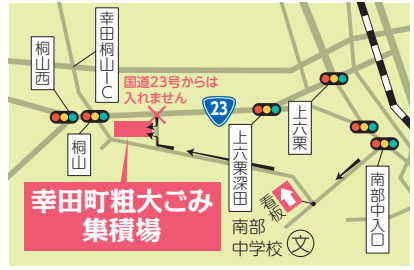 幸田桐山IC
桐山西
桐山
国道23号からは
入れません
23
上六栗
上六栗深田
幸田町粗大ごみ
集積場
看板
南部
中学校
文
南部中入口